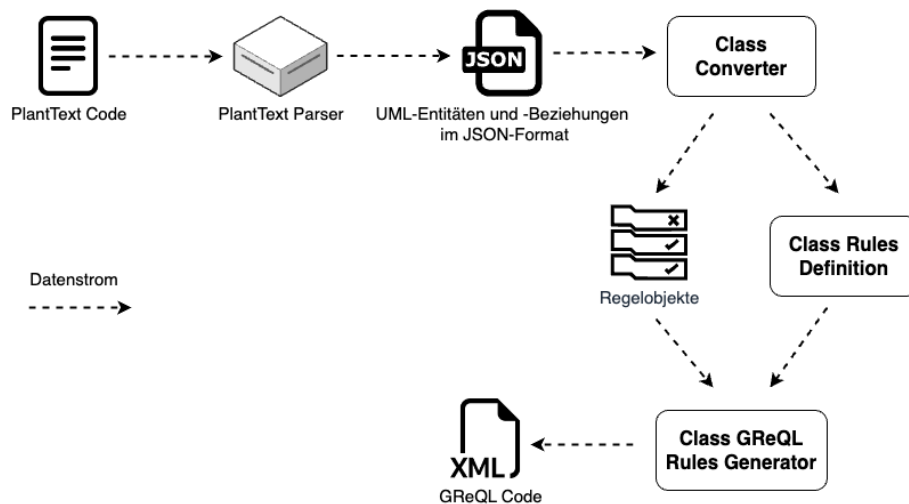 PlantText Code
PlantText Parser
JSON
UML-Entitäten und -Beziehungen
im JSON-Format
Class
Converter
Regelobjekte
Class Rules
Definition
Datenstrom
Class GReQL
Rules Generator
XML
GReQL Code